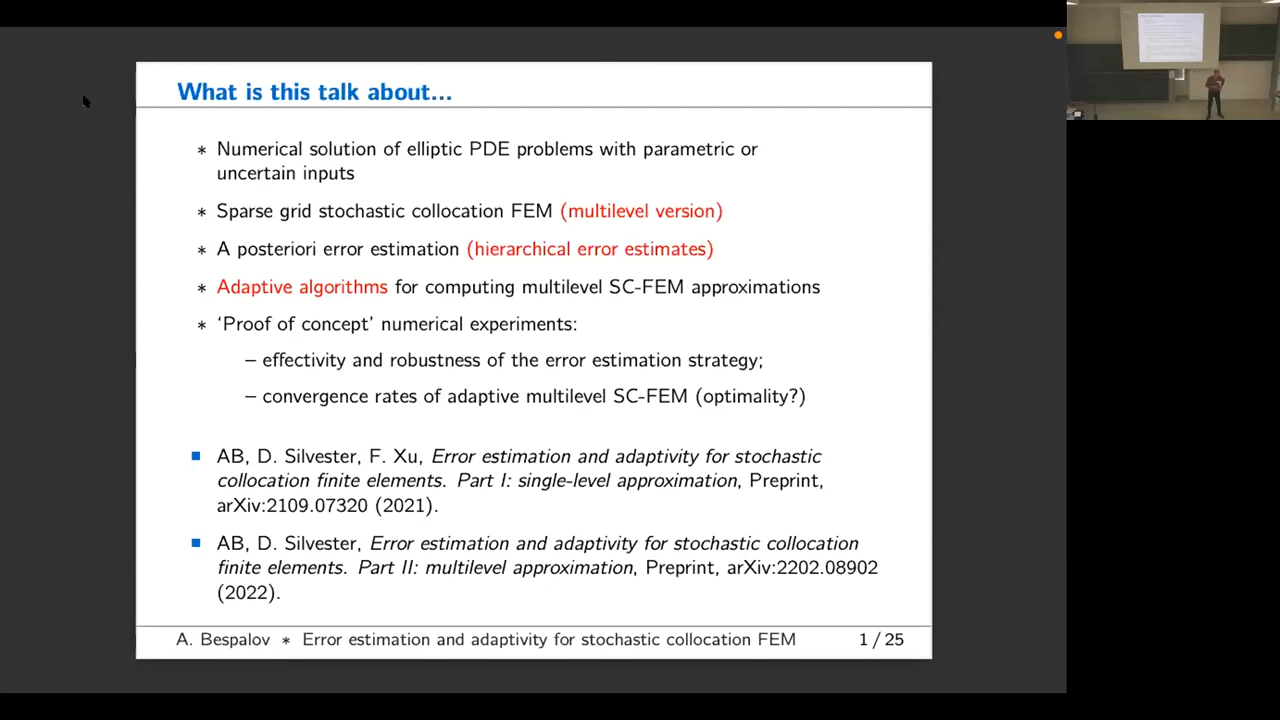 What is this talk about...
∗ Numerical solution of elliptic PDE problems with parametric or
uncertain inputs
∗ Sparse grid stochastic collocation FEM (multilevel version)
∗ A posteriori error estimation (hierarchical error estimates)
∗ Adaptive algorithms for computing multilevel SC-FEM approximations
∗ ‘Proof of concept’ numerical experiments:
– effectivity and robustness of the error estimation strategy;
– convergence rates of adaptive multilevel SC-FEM (optimality?)
AB, D. Silvester, F. Xu, Error estimation and adaptivity for stochastic
collocation finite elements. Part I: single-level approximation, Preprint,
arXiv:2109.07320 (2021).
AB, D. Silvester, Error estimation and adaptivity for stochastic collocation
finite elements. Part II: multilevel approximation, Preprint, arXiv:2202.08902
(2022).
A. Bespalov ∗ Error estimation and adaptivity for stochastic collocation FEM 1 / 25